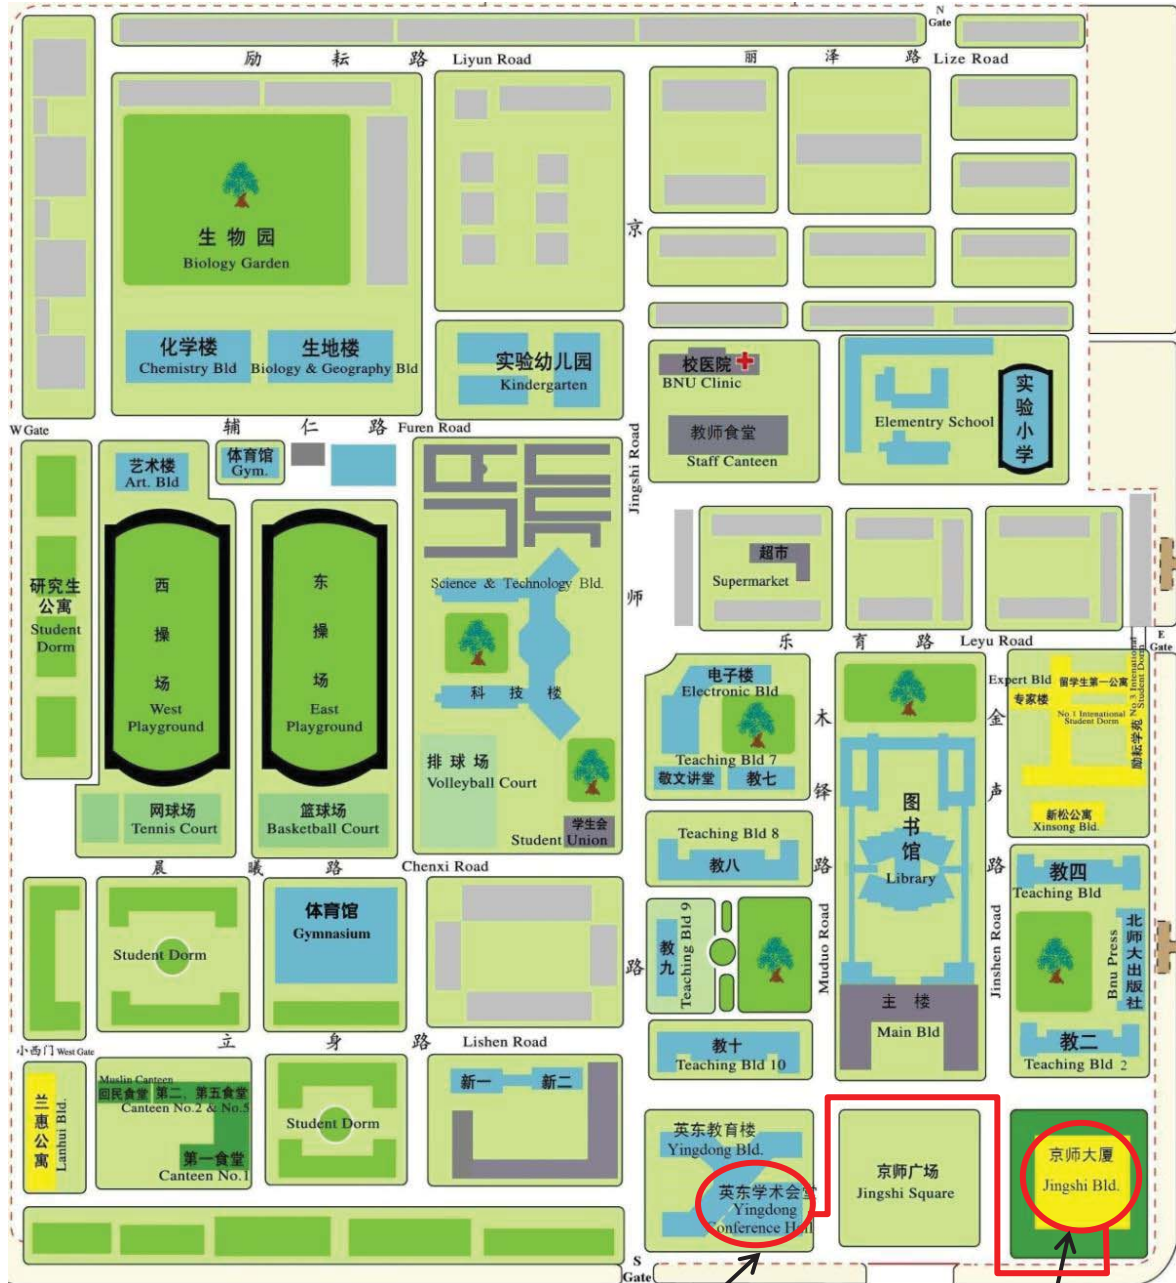 N
Gate
励 耘 路 Liyun Road
丽 泽 路 Lize Road
生物园
Biology Garden
京
化学楼
Chemistry Bld
生地楼
Biology & Geography Bld
实验幼儿园
Kindergarten
校医院
BNU Clinic
教师食堂
Staff Canteen
Elementry School
实验小学
W Gate
辅 仁 路 Furen Road
Jingshi Road
艺术楼
Art. Bld
体育馆
Gym.
研究生
公寓
Student
Dorm
西操场
West
Playground
东操场
East
Playground
Science & Technology Bld.
科 技 楼
师
超市
Supermarket
乐 育 路 Leyu Road
E
Gate
电子楼
Electronic Bld
Teaching Bld 7
敬文讲堂
教七
木铎路
Muduo Road
金声路
Jinshen Road
Expert Bld
专家楼
留学生第一公寓
No.1 Intenational
Student Dorm
励耘学苑
No.3 Intenational
Student Dorm
新松公寓
Xinsong Bld.
排球场
Volleyball Court
学生会
Student Union
网球场
Tennis Court
篮球场
Basketball Court
晨 曦 路 Chenxi Road
Teaching Bld 8
教八
图书馆
Library
教四
Teaching Bld
Student Dorm
体育馆
Gymnasium
路
教九
Teaching Bld 9
北师大出版社
Bnu Press
主 楼
Main Bld
小西门 West Gate
立 身 路 Lishen Road
教十
Teaching Bld 10
教二
Teaching Bld 2
兰惠公寓
Lanhui Bld.
Muslin Canteen
回民食堂
第二、第五食堂
Canteen No.2 & No.5
第一食堂
Canteen No.1
Student Dorm
新一
新二
英东教育楼
Yingdong Bld.
英东学术会堂
Yingdong
Conference Hall
京师广场
Jingshi Square
京师大厦
Jingshi Bld.
S
Gate